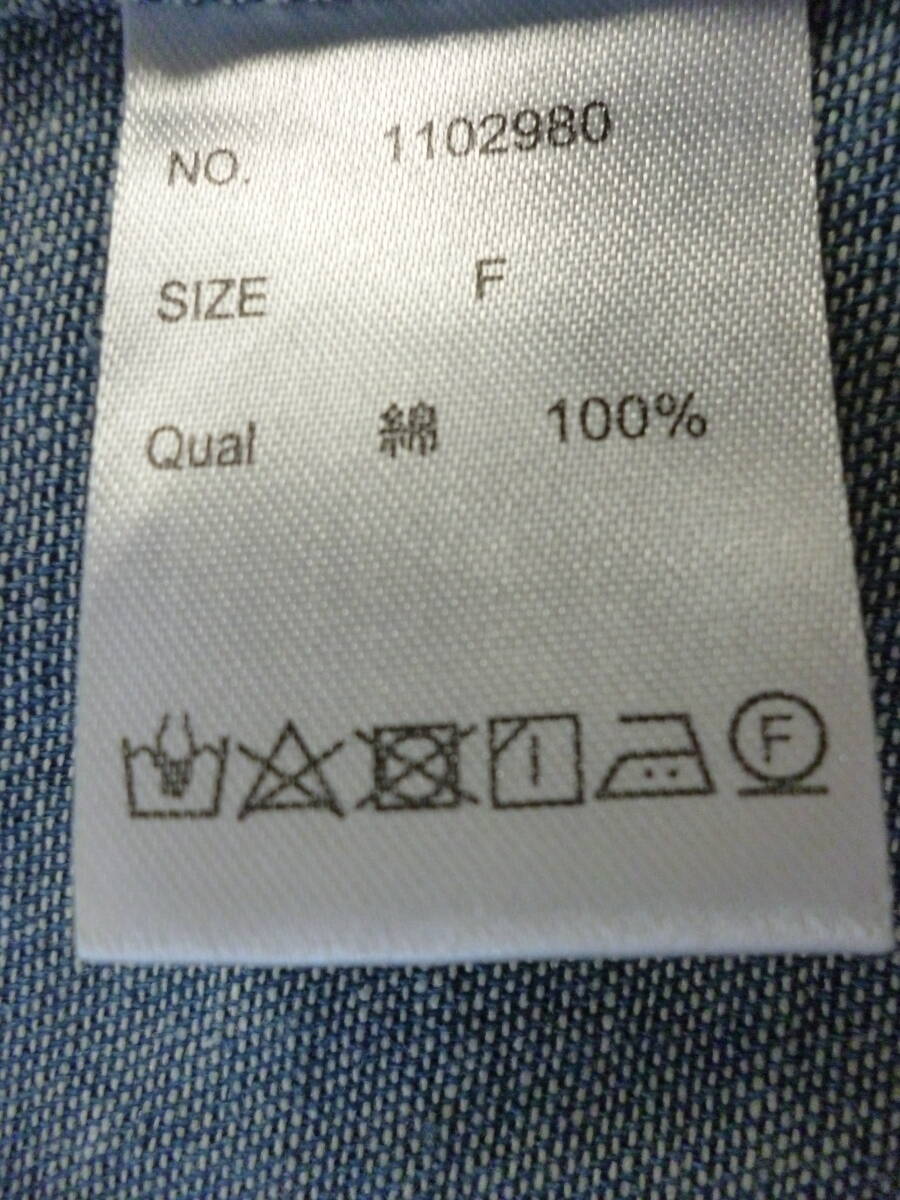 NO. 1102980
SIZE F
Qual 綿 100%
F